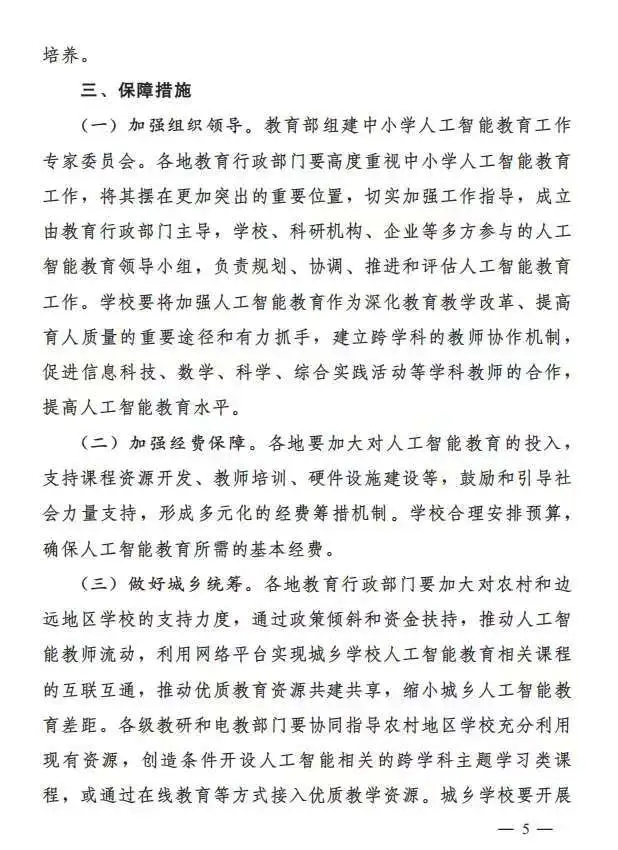 培养。
三、保障措施
（一）加强组织领导。教育部组建中小学人工智能教育工作
专家委员会。各地教育行政部门要高度重视中小学人工智能教育
工作，将其摆在更加突出的重要位置，切实加强工作指导，成立
由教育行政部门主导，学校、科研机构、企业等多方参与的人工
智能教育领导小组，负责规划、协调、推进和评估人工智能教育
工作。学校要将加强人工智能教育作为深化教育教学改革、提高
育人质量的重要途径和有力抓手，建立跨学科的教师协作机制，
促进信息科技、数学、科学、综合实践活动等学科教师的合作，
提高人工智能教育水平。
（二）加强经费保障。各地要加大对人工智能教育的投入，
支持课程资源开发、教师培训、硬件设施建设等，鼓励和引导社
会力量支持，形成多元化的经费筹措机制。学校合理安排预算，
确保人工智能教育所需的基本经费。
（三）做好城乡统筹。各地教育行政部门要加大对农村和边
远地区学校的支持力度，通过政策倾斜和资金扶持，推动人工智
能教师流动，利用网络平台实现城乡学校人工智能教育相关课程
的互联互通，推动优质教育资源共建共享，缩小城乡人工智能教
育差距。各级教研和电教部门要协同指导农村地区学校充分利用
现有资源，创造条件开设人工智能相关的跨学科主题学习类课
程，或通过在线教育等方式接入优质教学资源。城乡学校要开展
— 5 —